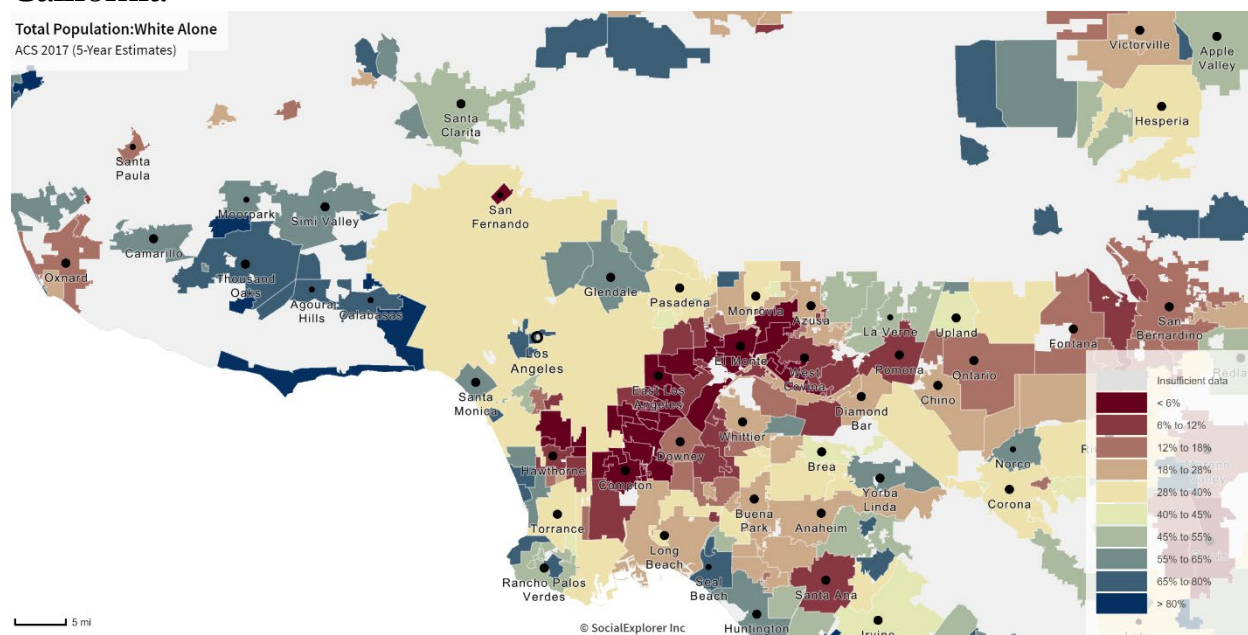 California
Total Population:White Alone
ACS 2017 (5-Year Estimates)
Victorville
Apple
Valley
Santa
Clarita
Hesperia
Santa
Paula
San
Fernando
Moorpark
Simi Valley
Camarillo
Oxnard
Thousand
Oaks
Agoura
Hills
Calabasas
Glendale
Pasadena
Monrovia
Azusa
La Verne
Upland
San
Bernardino
Fontana
Los
Angeles
El Monte
West
Covina
Pomona
Ontario
Chino
Santa
Monica
East Los
Angeles
Diamond
Bar
Whittier
Downey
Hawthorne
Compton
Brea
Yorba
Linda
Norco
Corona
Torrance
Buena
Park
Anaheim
Long
Beach
Rancho Palos
Verdes
Seal
Beach
Santa Ana
Huntington
Irvine
Insufficient data
< 6%
6% to 12%
12% to 18%
18% to 28%
28% to 40%
40% to 45%
45% to 55%
55% to 65%
65% to 80%
> 80%
5 mi
© SocialExplorer Inc